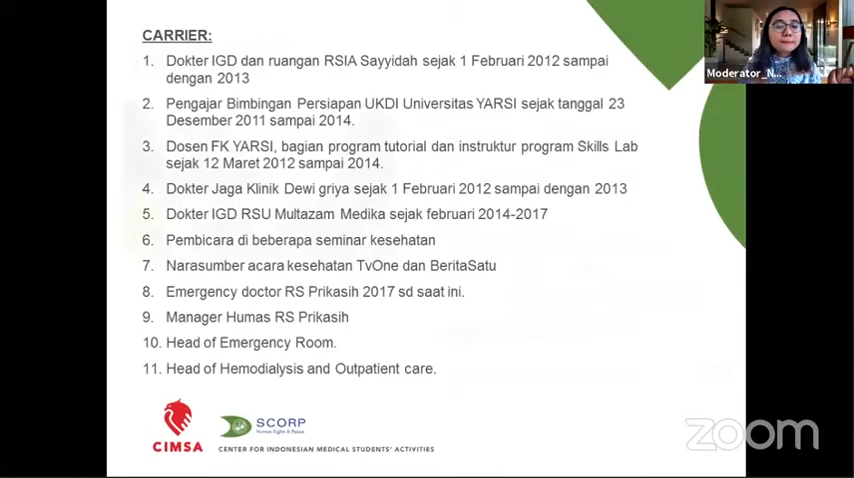 CARRIER:
1. Dokter IGD dan ruangan RSIA Sayyidah sejak 1 Februari 2012 sampai
dengan 2013
2. Pengajar Bimbingan Persiapan UKDI Universitas YARSI sejak tanggal 23
Desember 2011 sampai 2014.
3. Dosen FK YARSI, bagian program tutorial dan instruktur program Skills Lab
sejak 12 Maret 2012 sampai 2014.
4. Dokter Jaga Klinik Dewi griya sejak 1 Februari 2012 sampai dengan 2013
5. Dokter IGD RSU Multazam Medika sejak februari 2014-2017
6. Pembicara di beberapa seminar kesehatan
7. Narasumber acara kesehatan TvOne dan BeritaSatu
8. Emergency doctor RS Prikasih 2017 sd saat ini.
9. Manager Humas RS Prikasih
10. Head of Emergency Room.
11. Head of Hemodialysis and Outpatient care.
Moderator_N...
CIMSA
SCORP
Human Rights & Peace
CENTER FOR INDONESIAN MEDICAL STUDENTS' ACTIVITIES
zoom